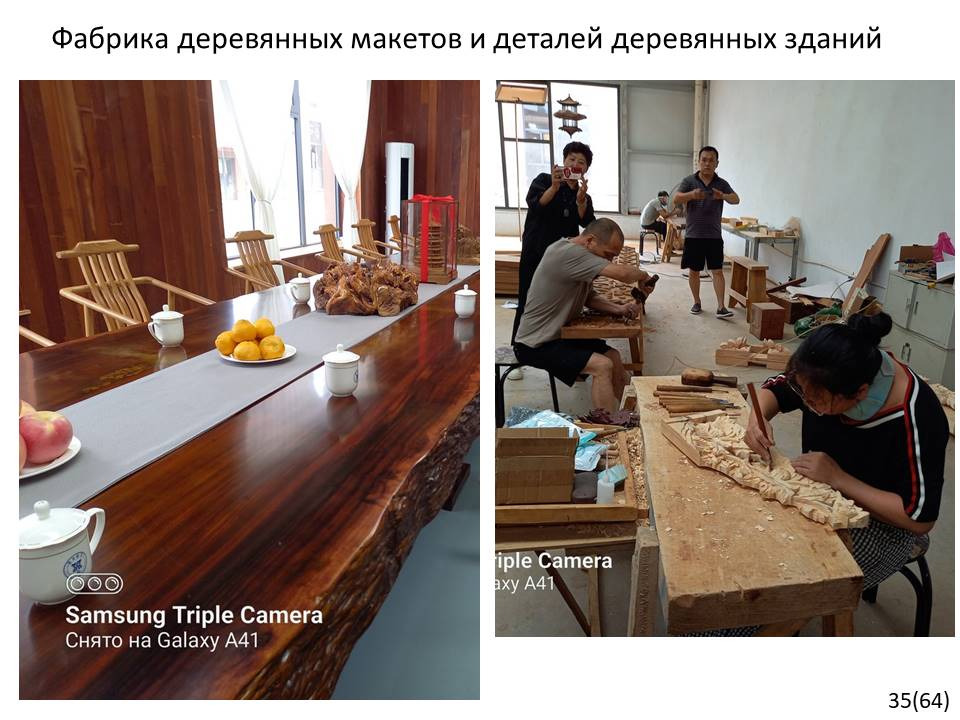 Фабрика деревянных макетов и деталей деревянных зданий
Samsung Triple Camera
Снято на Galaxy A41
riple Camera
axy A41
35(64)